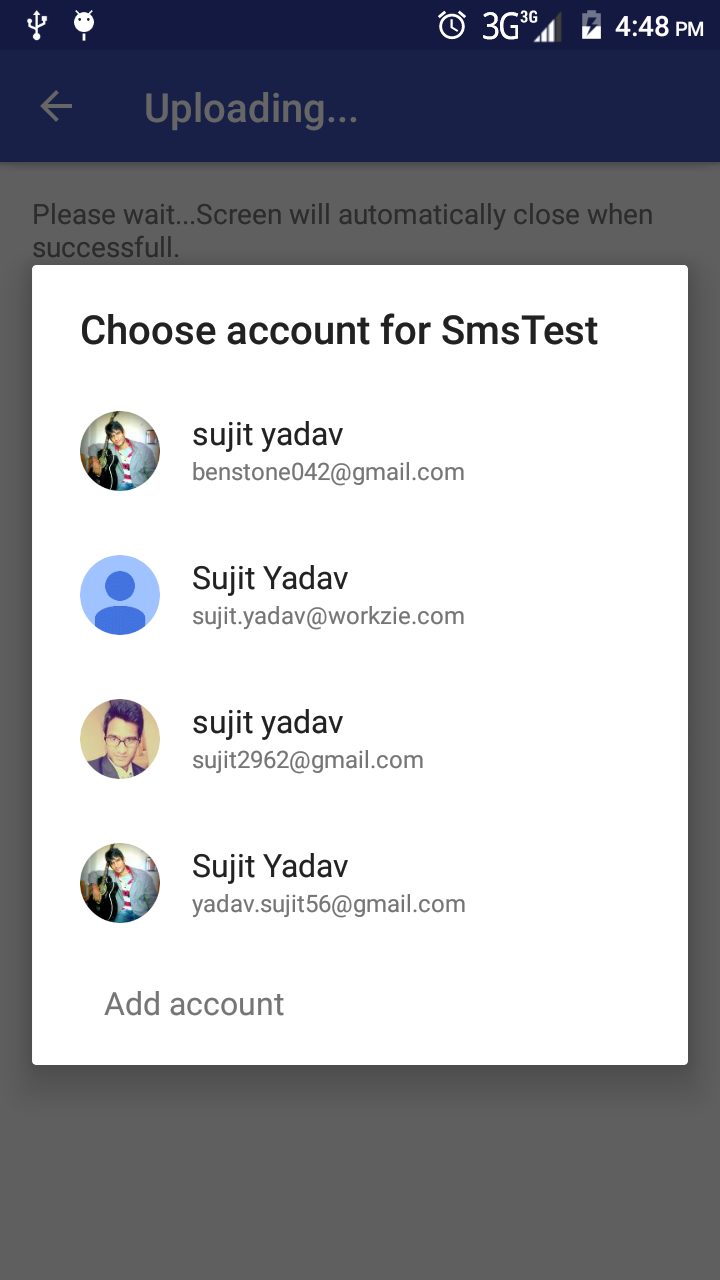 3G 3G 4:48 PM
Uploading...
Please wait...Screen will automatically close when
successfull.
Choose account for SmsTest
sujit yadav
benstone042@gmail.com
Sujit Yadav
sujit.yadav@workzie.com
sujit yadav
sujit2962@gmail.com
Sujit Yadav
yadav.sujit56@gmail.com
Add account